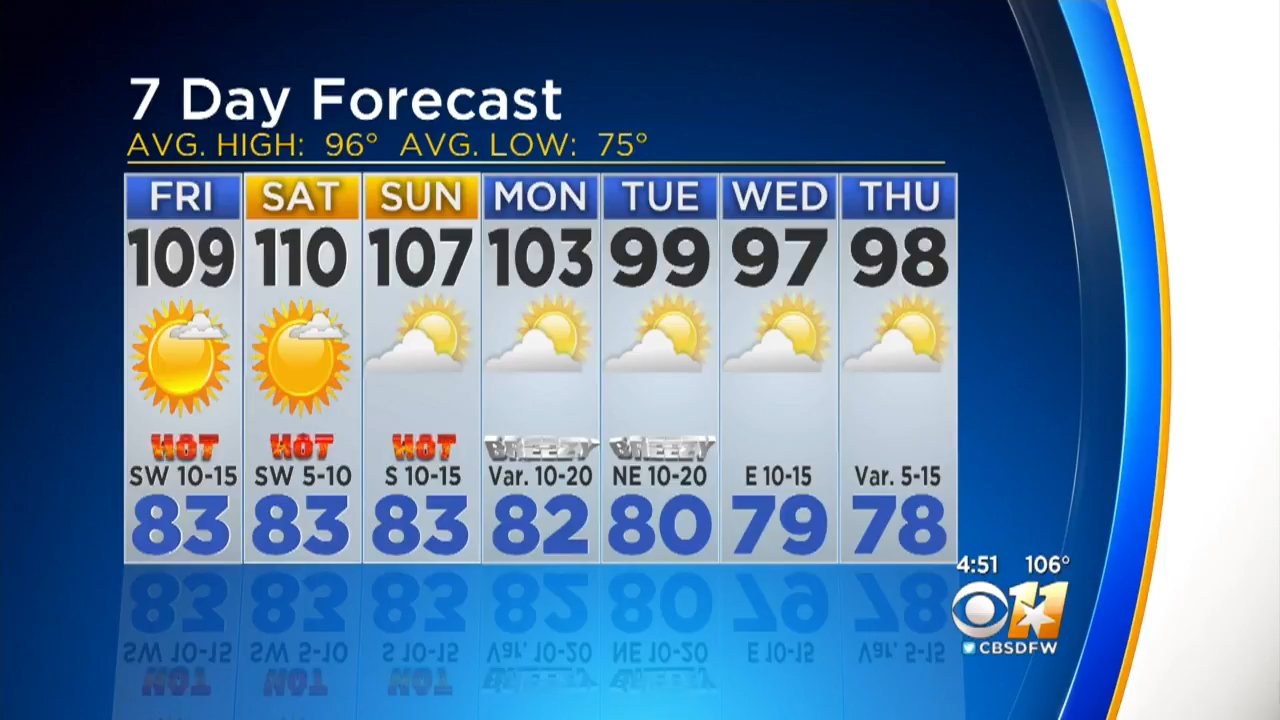 7 Day Forecast
AVG. HIGH: 96° AVG. LOW: 75°
FRI SAT SUN MON TUE WED THU
109 110 107 103 99 97 98
HOT HOT HOT BREEZY BREEZY
SW 10-15 SW 5-10 S 10-15 Var. 10-20 NE 10-20 E 10-15 Var. 5-15
83 83 83 82 80 79 78
4:51 106°
11
CBSDFW